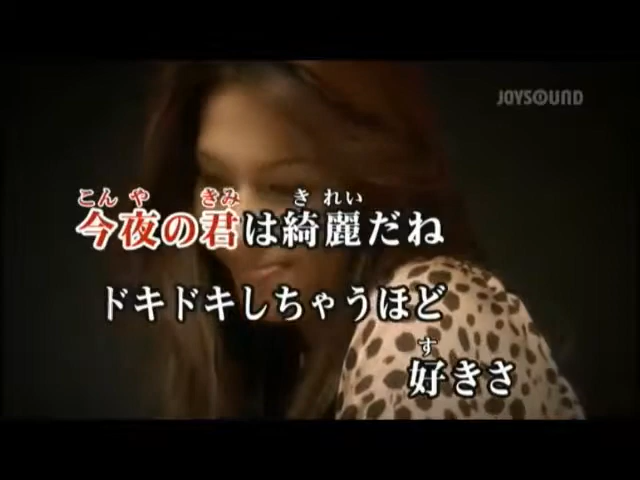 JOYSOUND
こん や きみ き れい
今夜の君は綺麗だね
ドキドキしちゃうほど
す
好きさ